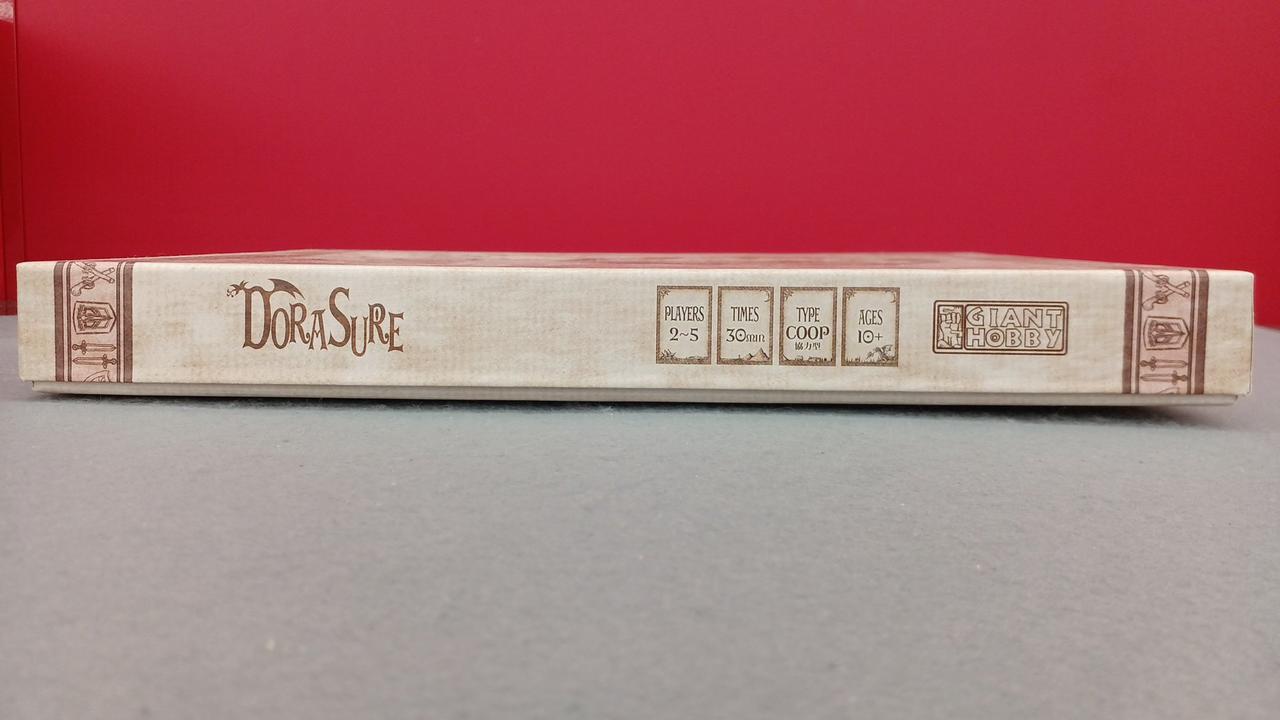 DORASURE
PLAYERS
2~5
TIMES
30min
TYPE
COOP
協力型
AGES
10+
GIANT
HOBBY